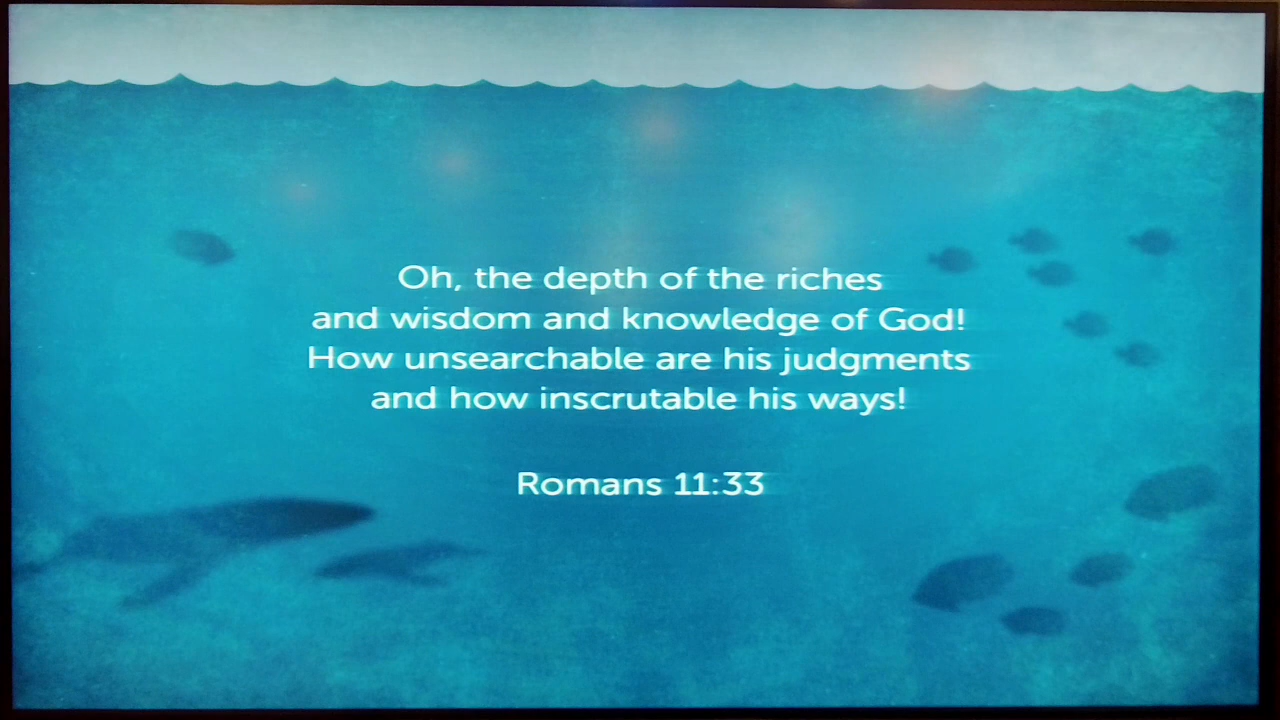 Oh, the depth of the riches
and wisdom and knowledge of God!
How unsearchable are his judgments
and how inscrutable his ways!
Romans 11:33